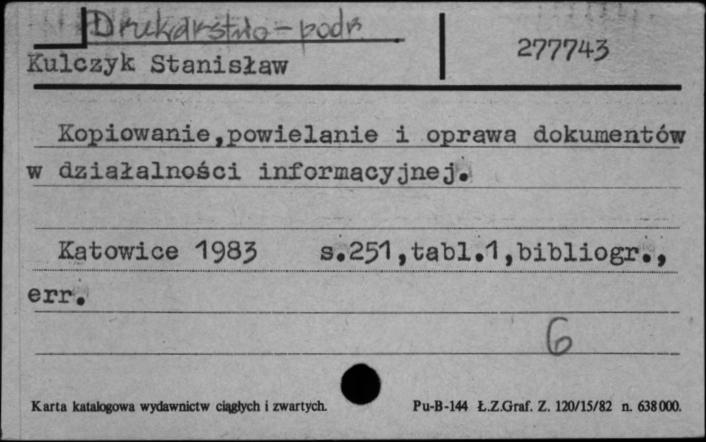 Drukarstwo - podr.
277743
Kulczyk Stanisław
Kopiowanie,powielanie i oprawa dokumentów
w działalności informacyjnej.
Katowice 1983 s.251,tabl.1,bibliogr.,
err.
6
Karta katalogowa wydawnictw ciągłych i zwartych.
Pu-B-144 Ł.Z.Graf. Z. 120/15/82 n. 638000.